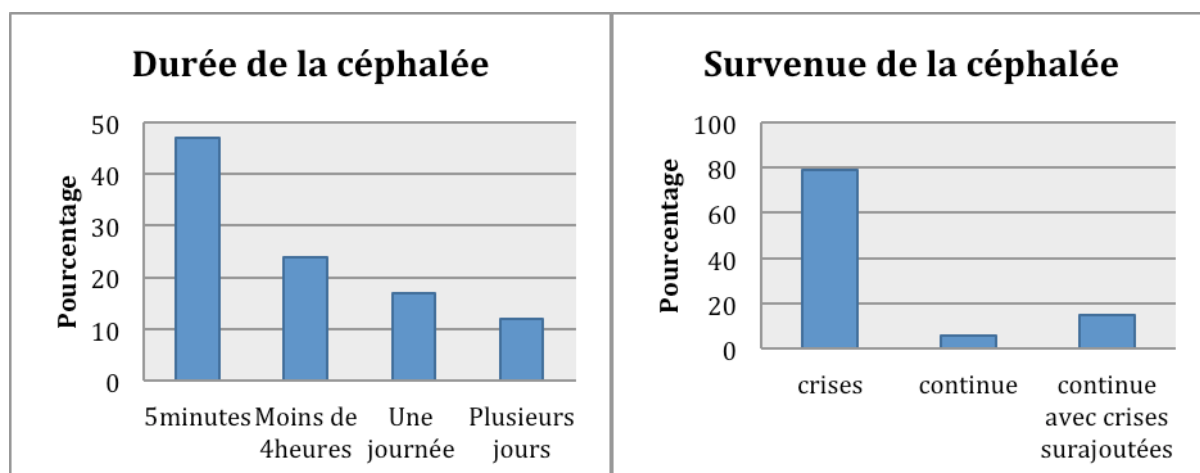 Durée de la céphalée
Pourcentage
50
40
30
20
10
0
5minutes Moins de 4heures Une journée Plusieurs jours
Survenue de la céphalée
Pourcentage
100
80
60
40
20
0
crises continue continue
avec crises
surajoutées